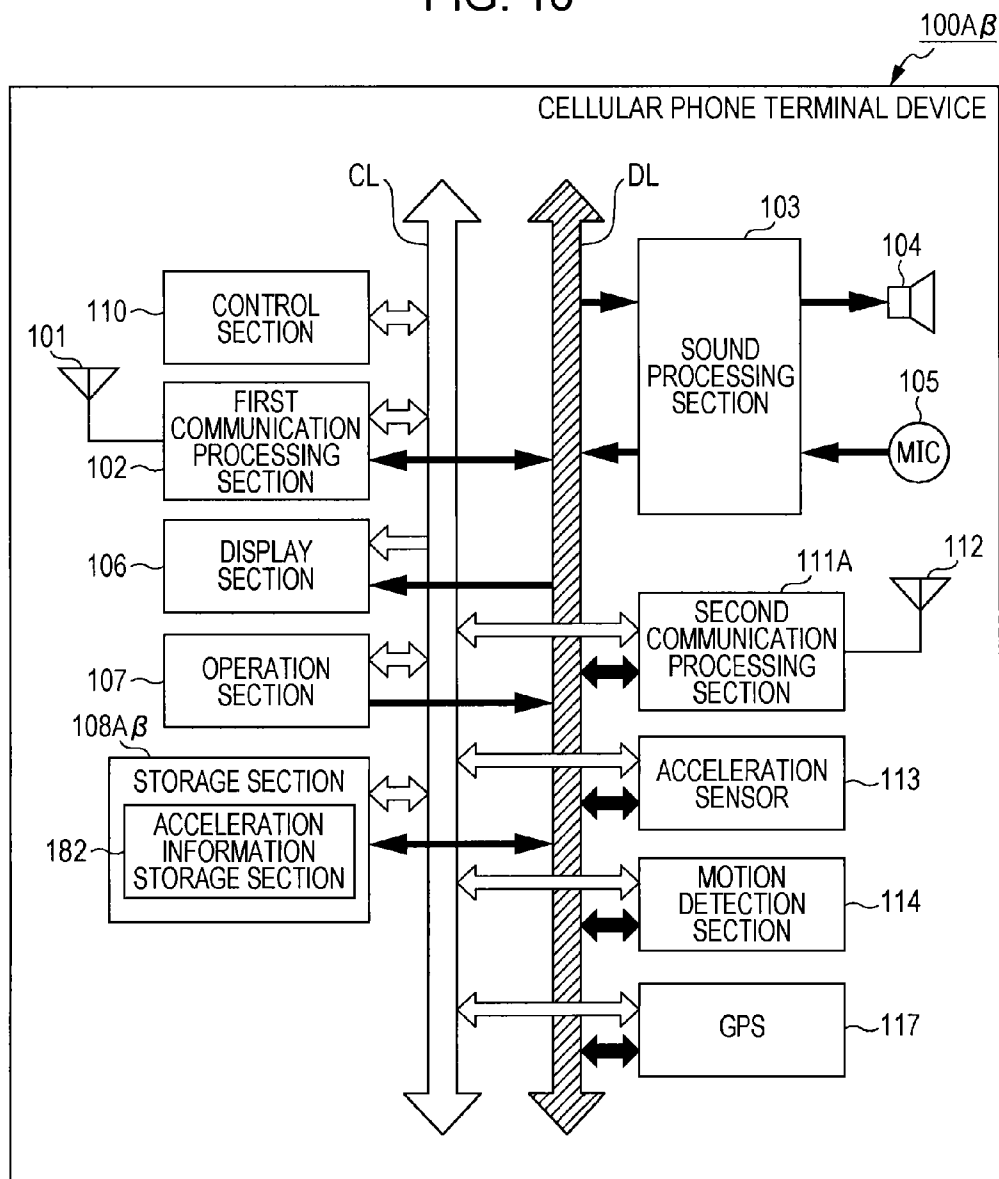 FIG. 10
100Aβ
CELLULAR PHONE TERMINAL DEVICE
CL
DL
103
104
110
CONTROL
SECTION
101
SOUND
PROCESSING
SECTION
105
MIC
FIRST
COMMUNICATION
PROCESSING
SECTION
102
106
DISPLAY
SECTION
111A
112
SECOND
COMMUNICATION
PROCESSING
SECTION
107
OPERATION
SECTION
108Aβ
STORAGE SECTION
ACCELERATION
INFORMATION
STORAGE SECTION
182
ACCELERATION
SENSOR
113
MOTION
DETECTION
SECTION
114
GPS
117